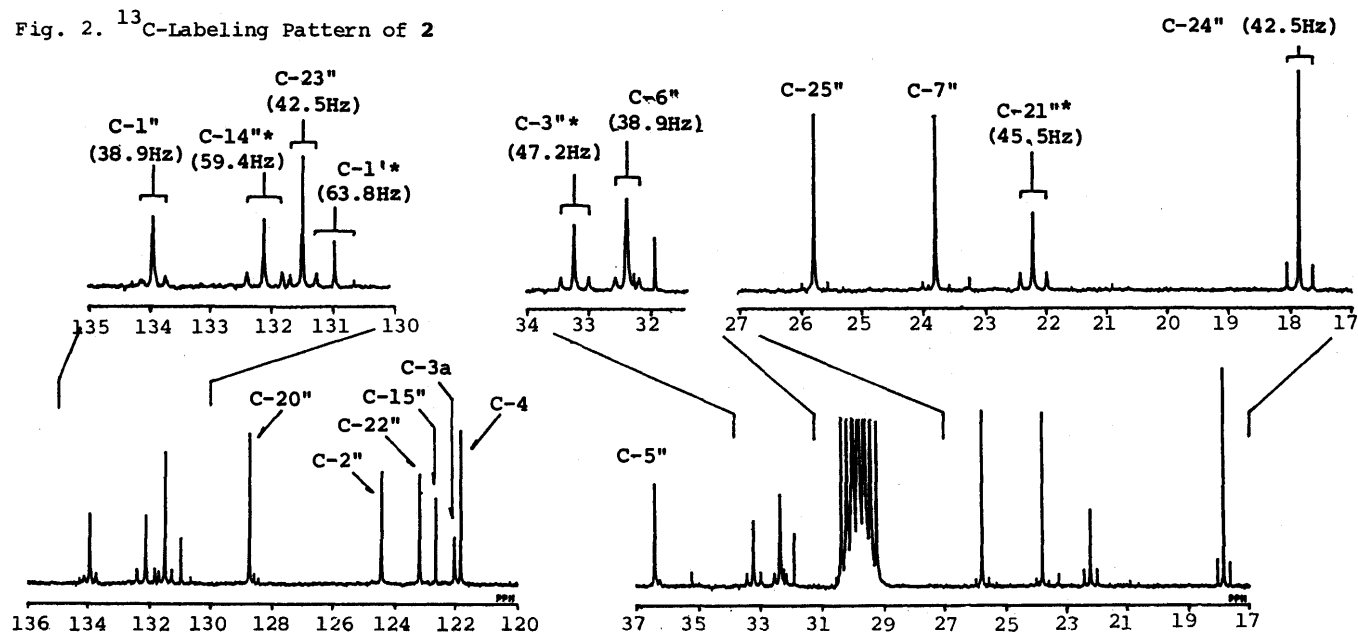 Fig. 2. ¹³C-Labeling Pattern of 2
C-24" (42.5Hz)
C-23"
(42.5Hz)
C-1"
(38.9Hz)
C-14"*
(59.4Hz)
C-1'*
(63.8Hz)
C-3"*
(47.2Hz)
C-6"
(38.9Hz)
C-25"
C-7"
C-21"*
(45.5Hz)
135 134 133 132 131 130
34 33 32
27 26 25 24 23 22 21 20 19 18 17
C-20"
C-2"
C-22"
C-15"
C-3a
C-4
C-5"
PPM
PPM
136 134 132 130 128 126 124 122 120
37 35 33 31 29 27 25 23 21 19 17